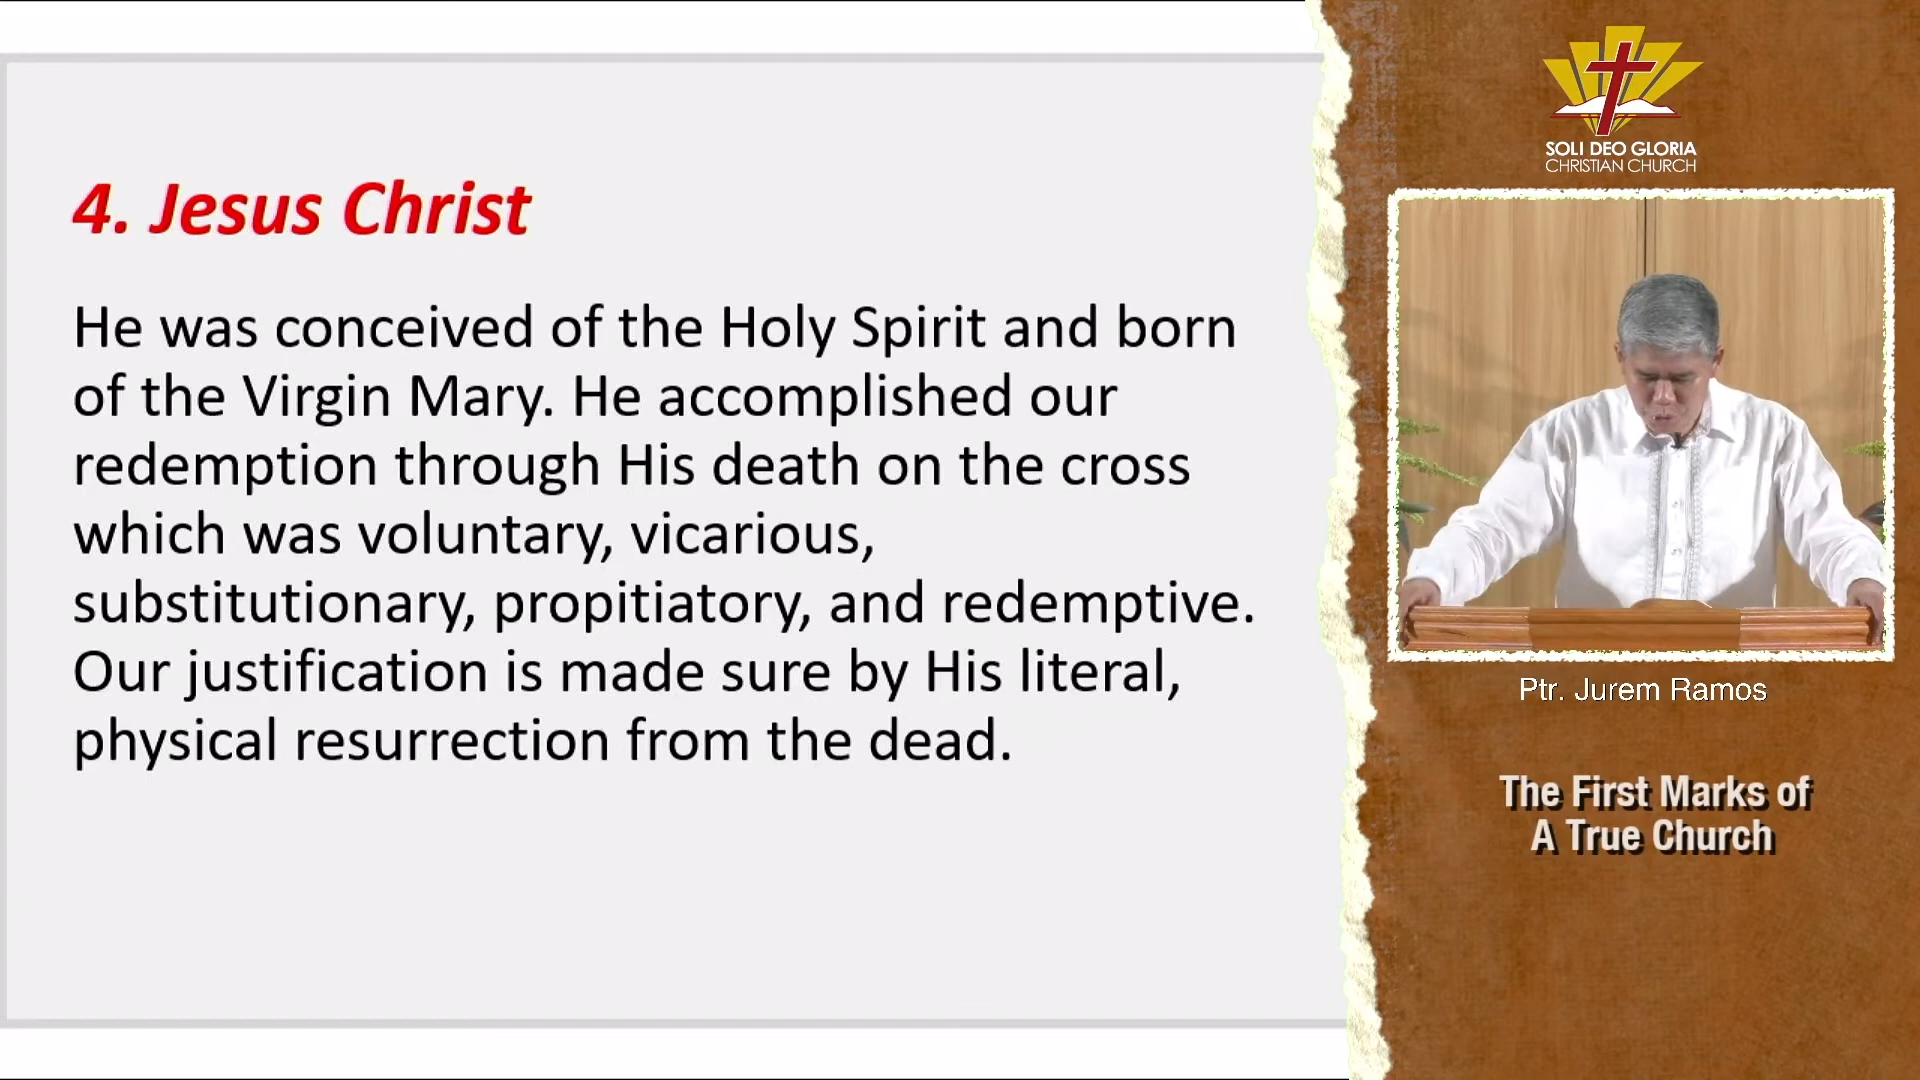 4. Jesus Christ
He was conceived of the Holy Spirit and born
of the Virgin Mary. He accomplished our
redemption through His death on the cross
which was voluntary, vicarious,
substitutionary, propitiatory, and redemptive.
Our justification is made sure by His literal,
physical resurrection from the dead.
SOLI DEO GLORIA
CHRISTIAN CHURCH
Ptr. Jurem Ramos
The First Marks of
A True Church